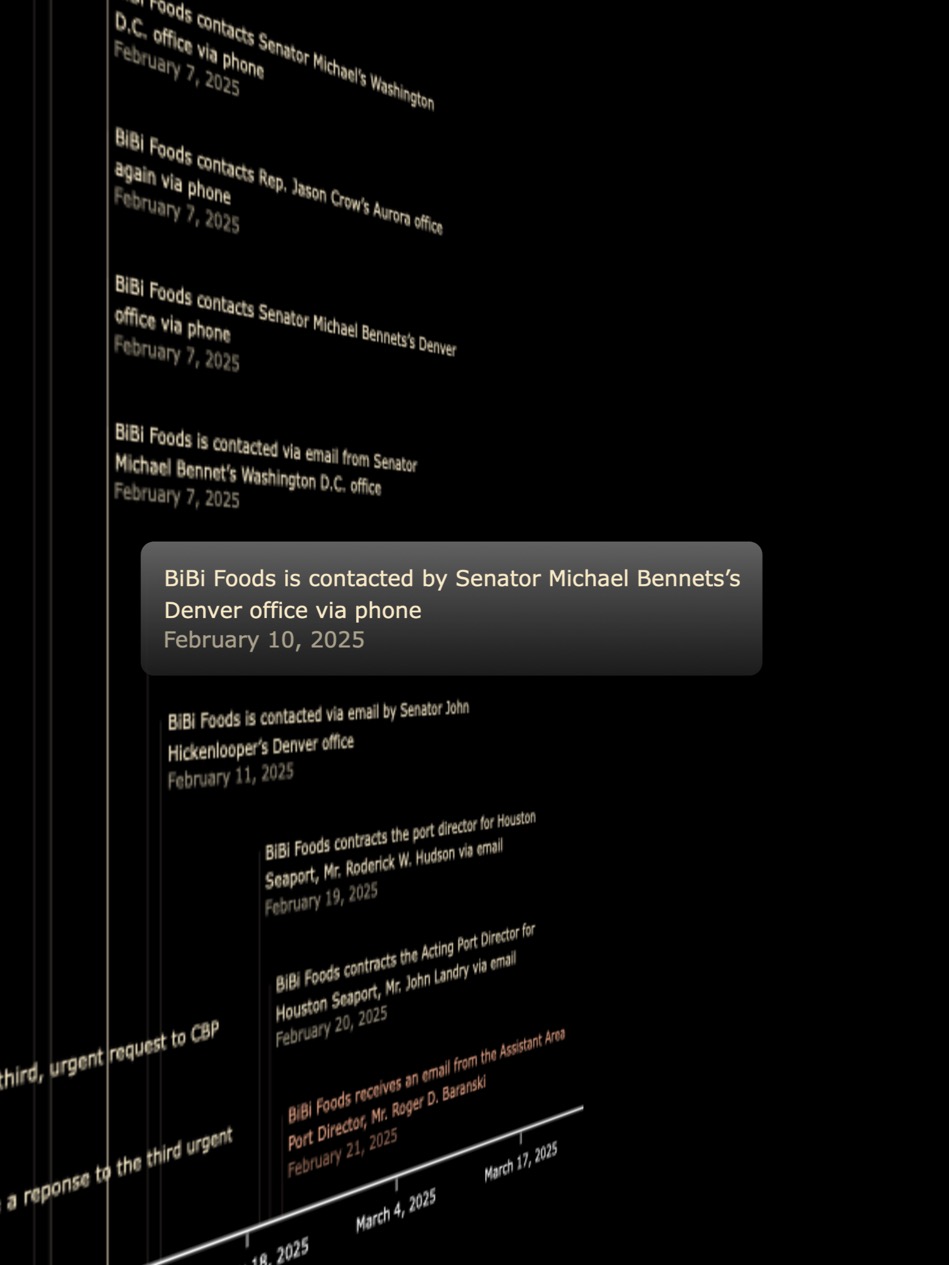 Foods contacts Senator Michael's Washington
D.C. office via phone
February 7, 2025
BiBi Foods contacts Rep. Jason Crow's Aurora office
again via phone
February 7, 2025
BiBi Foods contacts Senator Michael Bennets's Denver
office via phone
February 7, 2025
BiBi Foods is contacted via email from Senator
Michael Bennet's Washington D.C. office
February 7, 2025
BiBi Foods is contacted by Senator Michael Bennets's
Denver office via phone
February 10, 2025
BiBi Foods is contacted via email by Senator John
Hickenlooper's Denver office
February 11, 2025
BiBi Foods contracts the port director for Houston
Seaport, Mr. Roderick W. Hudson via email
February 19, 2025
BiBi Foods contracts the Acting Port Director for
Houston Seaport, Mr. John Landry via email
February 20, 2025
third, urgent request to CBP
BiBi Foods receives an email from the Assistant Area
Port Director, Mr. Roger D. Baranski
February 21, 2025
a reponse to the third urgent
18, 2025
March 4, 2025
March 17, 2025